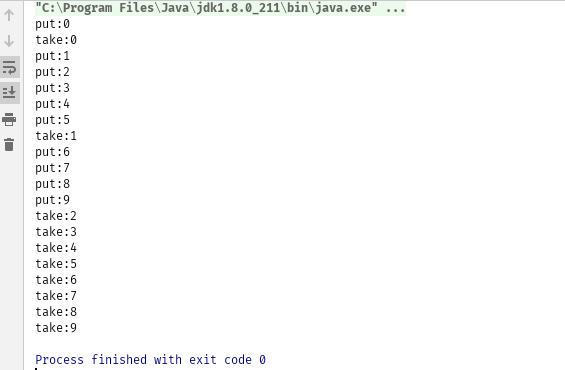 "C:\Program Files\Java\jdk1.8.0_211\bin\java.exe" ...
put:0
take:0
put:1
put:2
put:3
put:4
put:5
take:1
put:6
put:7
put:8
put:9
take:2
take:3
take:4
take:5
take:6
take:7
take:8
take:9
Process finished with exit code 0